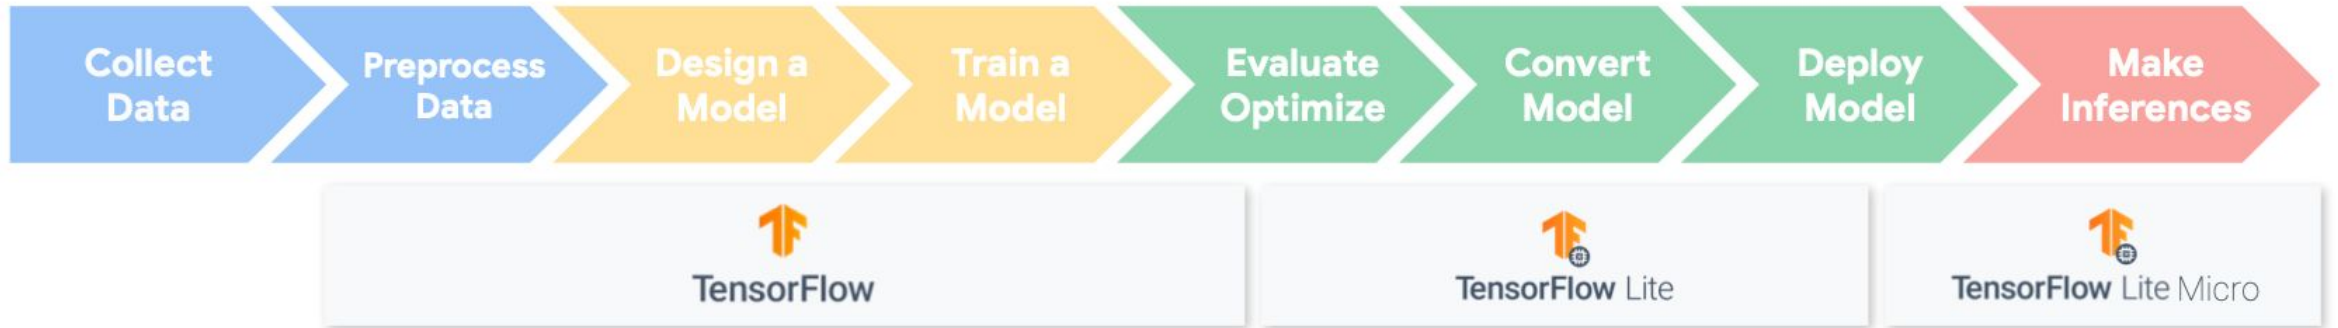 Collect
Data
Preprocess
Data
Design a
Model
Train a
Model
Evaluate
Optimize
Convert
Model
Deploy
Model
Make
Inferences
TensorFlow
TensorFlow Lite
TensorFlow Lite Micro